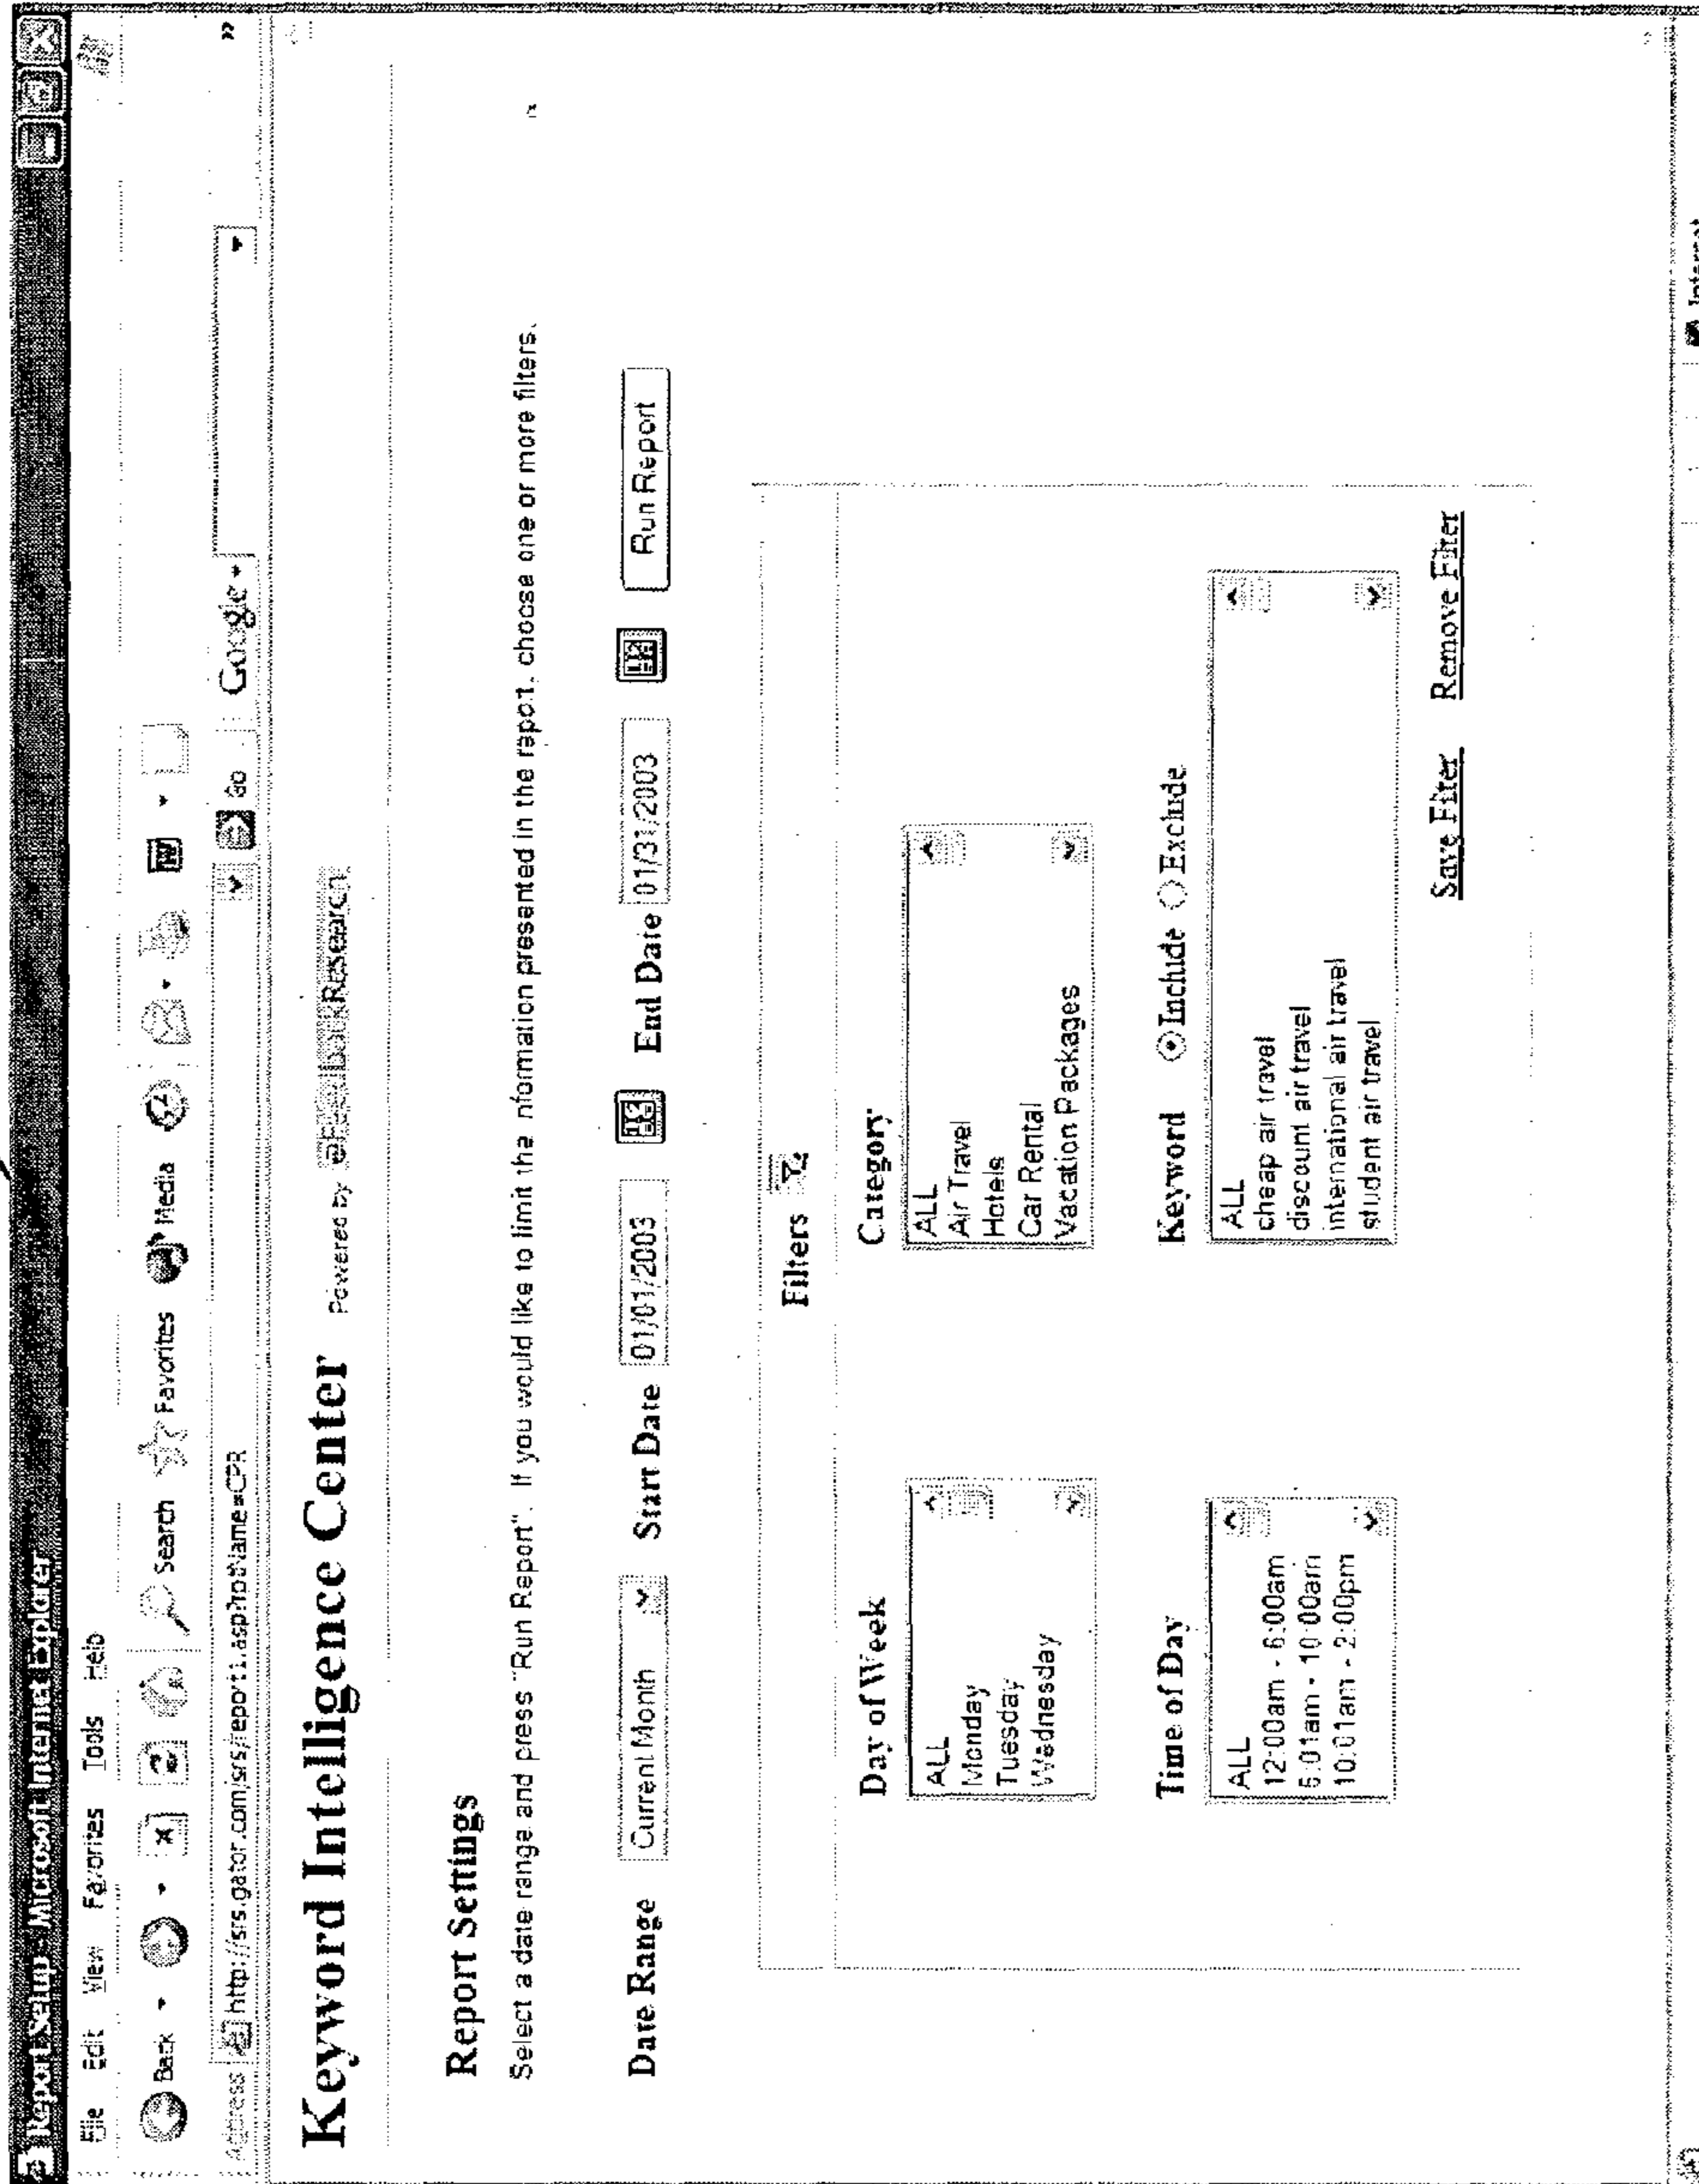 Report Setup - Microsoft Internet Explorer
File Edit View Favorites Tools Help
Back Search Favorites Media
Address http://srs.gator.com/srs/report1.asp?rptName=CPR Go Google
Keyword Intelligence Center Powered by @FeedbackResearch
Report Settings
Select a date range and press "Run Report". If you would like to limit the nformation presented in the report, choose one or more filters.
Date Range Current Month Start Date 01/01/2003 End Date 01/31/2003 Run Report
Filters
Day of Week Category
ALL
Monday
Tuesday
Wednesday
ALL
Air Travel
Hotels
Car Rental
Vacation Packages
Time of Day Keyword Include Exclude
ALL
12:00am - 6:00am
6:01am - 10:00am
10:01am - 2:00pm
ALL
cheap air travel
discount air travel
international air travel
student air travel
Save Filter Remove Filter
Internet